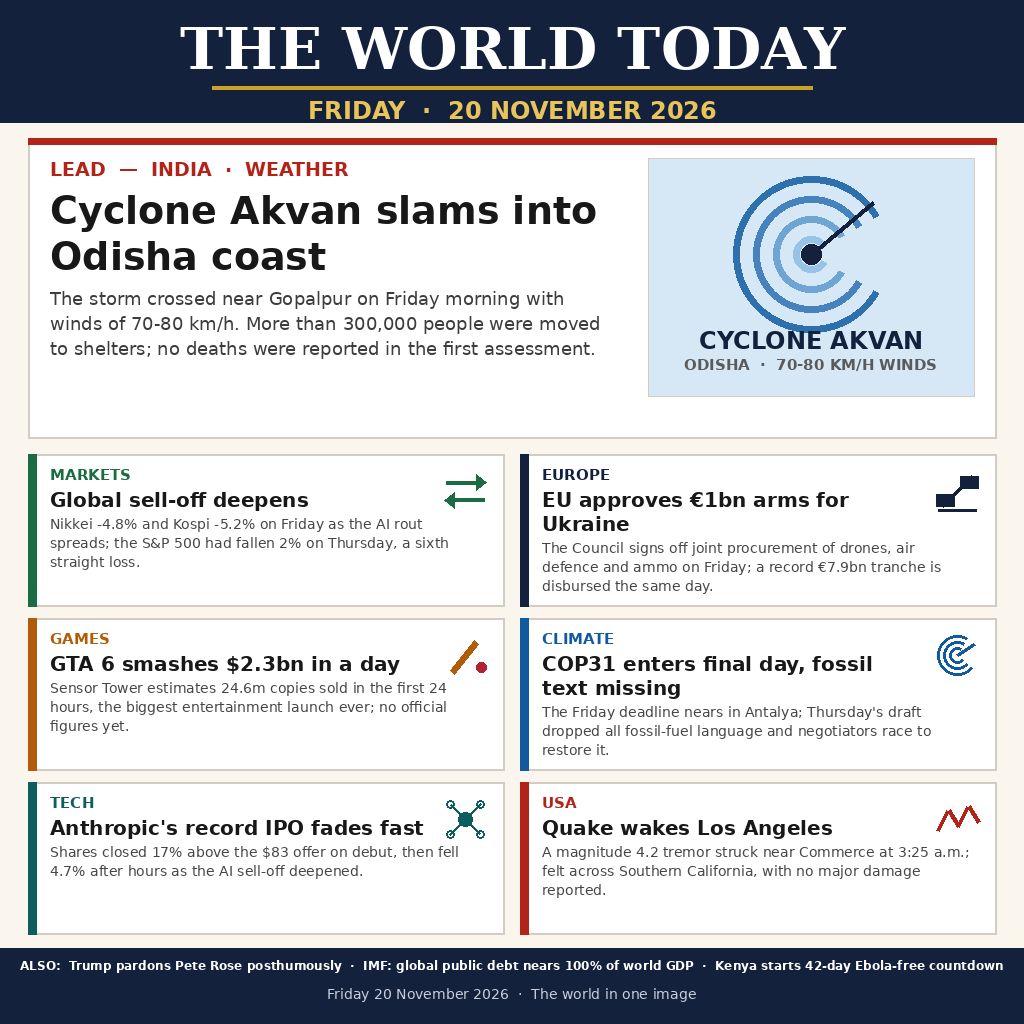 THE WORLD TODAY
FRIDAY · 20 NOVEMBER 2026
LEAD — INDIA · WEATHER
Cyclone Akvan slams into
Odisha coast
The storm crossed near Gopalpur on Friday morning with
winds of 70-80 km/h. More than 300,000 people were moved
to shelters; no deaths were reported in the first assessment.
CYCLONE AKVAN
ODISHA · 70-80 KM/H WINDS
MARKETS
Global sell-off deepens
Nikkei -4.8% and Kospi -5.2% on Friday as the AI rout
spreads; the S&P 500 had fallen 2% on Thursday, a sixth
straight loss.
EUROPE
EU approves €1bn arms for
Ukraine
The Council signs off joint procurement of drones, air
defence and ammo on Friday; a record €7.9bn tranche is
disbursed the same day.
GAMES
GTA 6 smashes $2.3bn in a day
Sensor Tower estimates 24.6m copies sold in the first 24
hours, the biggest entertainment launch ever; no official
figures yet.
CLIMATE
COP31 enters final day, fossil
text missing
The Friday deadline nears in Antalya; Thursday's draft
dropped all fossil-fuel language and negotiators race to
restore it.
TECH
Anthropic's record IPO fades fast
Shares closed 17% above the $83 offer on debut, then fell
4.7% after hours as the AI sell-off deepened.
USA
Quake wakes Los Angeles
A magnitude 4.2 tremor struck near Commerce at 3:25 a.m.;
felt across Southern California, with no major damage
reported.
ALSO: Trump pardons Pete Rose posthumously · IMF: global public debt nears 100% of world GDP · Kenya starts 42-day Ebola-free countdown
Friday 20 November 2026 · The world in one image